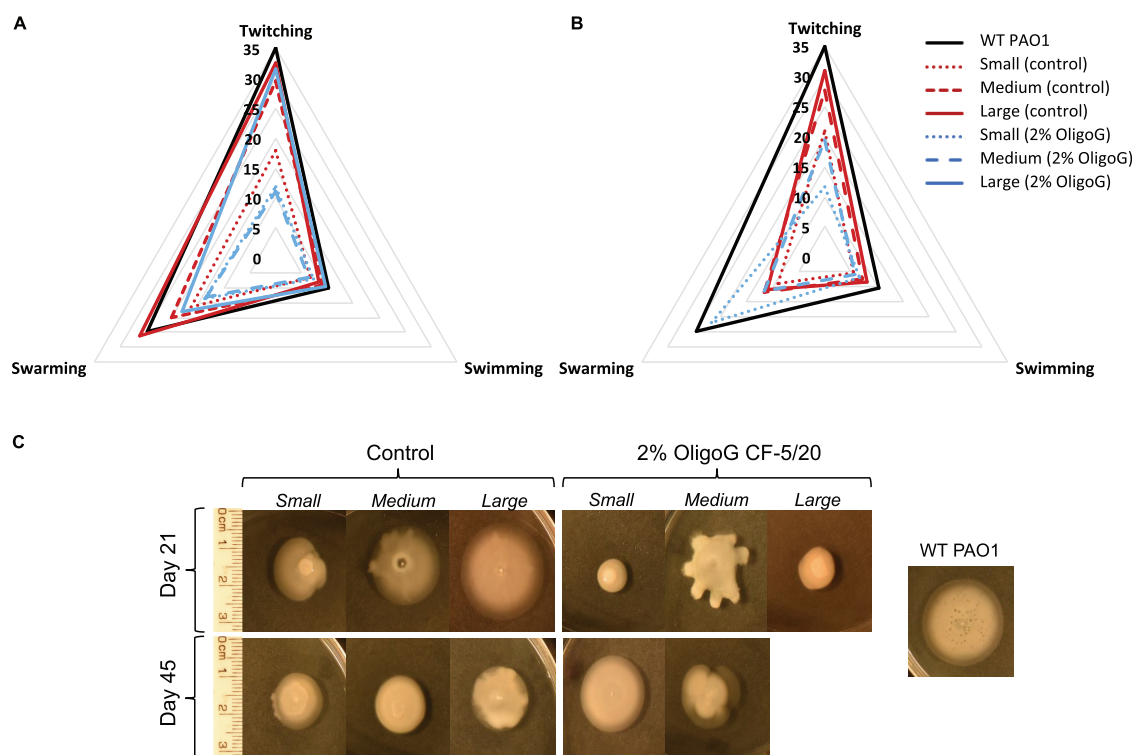 A
Twitching
35
30
25
20
15
10
5
0
Swarming
Swimming
B
Twitching
35
30
25
20
15
10
5
0
Swarming
Swimming
WT PAO1
Small (control)
Medium (control)
Large (control)
Small (2% OligoG)
Medium (2% OligoG)
Large (2% OligoG)
C
Control
2% OligoG CF-5/20
Small Medium Large Small Medium Large
Day 21
0cm 1 2 3
WT PAO1
Day 45
0cm 1 2 3